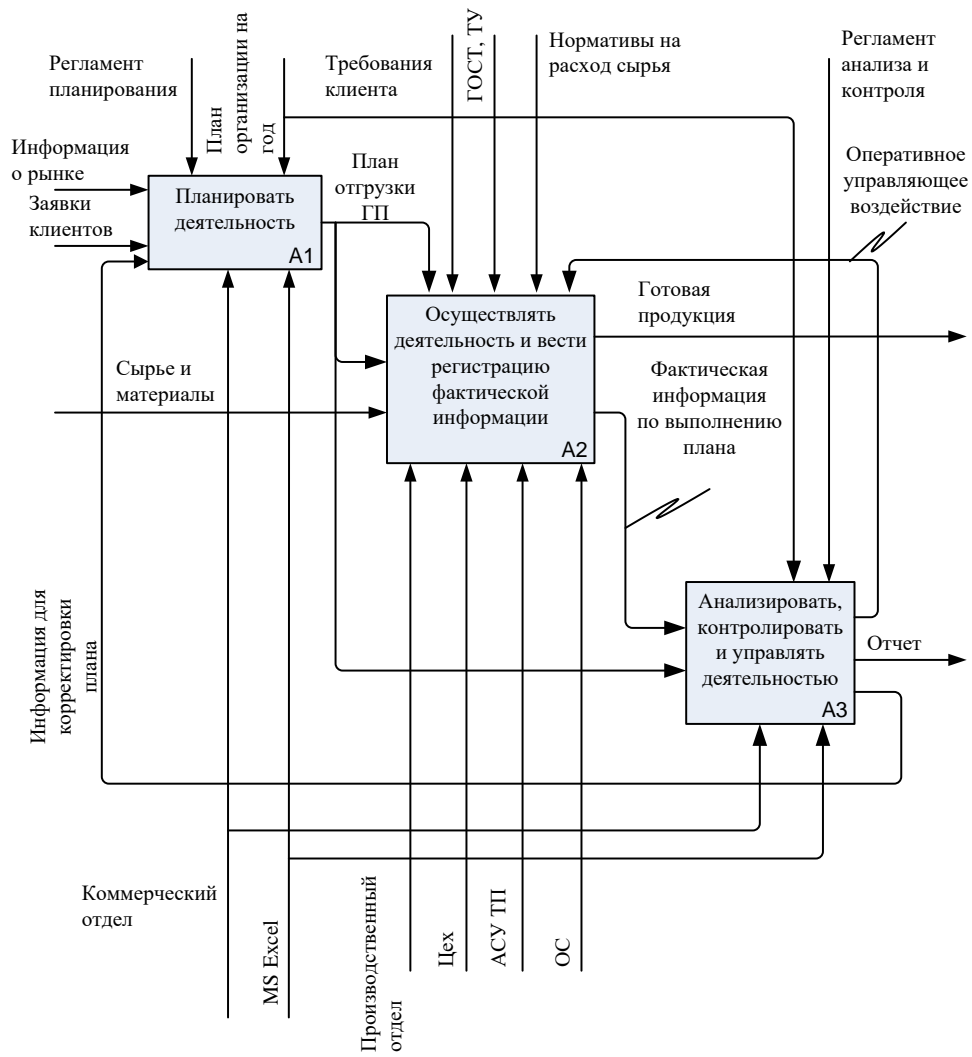 Регламент
планирования
План
организации на
год
Требования
клиента
ГОСТ, ТУ
Нормативы на
расход сырья
Регламент
анализа и
контроля
Информация
о рынке
Заявки
клиентов
Планировать
деятельность
A1
План
отгрузки
ГП
Оперативное
управляющее
воздействие
Осуществлять
деятельность и вести
регистрацию
фактической
информации
A2
Готовая
продукция
Сырье и
материалы
Фактическая
информация
по выполнению
плана
Информация для
корректировки
плана
Анализировать,
контролировать
и управлять
деятельностью
A3
Отчет
Коммерческий
отдел
MS Excel
Производственный
отдел
Цех
АСУ ТП
ОС